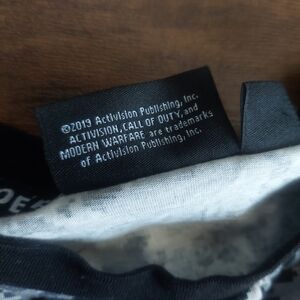 ©2019 Activision Publishing, Inc.
ACTIVISION, CALL OF DUTY, and
MODERN WARFARE are trademarks
of Activision Publishing, Inc.